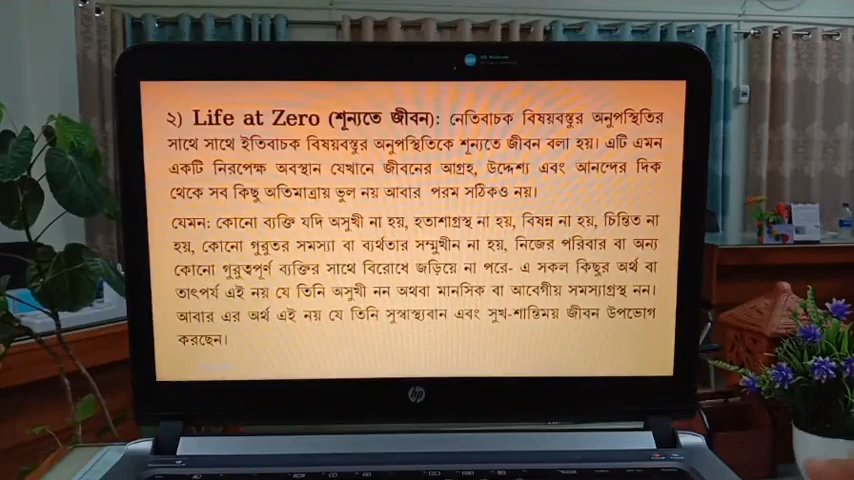 ২) Life at Zero (শূন্যতে জীবন): নেতিবাচক বিষয়বস্তুর অনুপস্থিতির
সাথে সাথে ইতিবাচক বিষয়বস্তুর অনুপস্থিতিকে শূন্যতে জীবন বলা হয়। এটি এমন
একটি নিরপেক্ষ অবস্থান যেখানে জীবনের আগ্রহ, উদ্দেশ্য এবং আনন্দের দিক
থেকে সব কিছু অতিমাত্রায় ভুল নয় আবার পরম সঠিকও নয়।
যেমন: কোনো ব্যক্তি যদি অসুখী না হয়, হতাশাগ্রস্থ না হয়, বিষন্ন না হয়, চিন্তিত না
হয়, কোনো গুরুতর সমস্যা বা ব্যর্থতার সম্মুখীন না হয়, নিজের পরিবার বা অন্য
কোনো গুরুত্বপূর্ণ ব্যক্তির সাথে বিরোধে জড়িয়ে না পরে- এ সকল কিছুর অর্থ বা
তাৎপর্য এই নয় যে তিনি অসুখী নন অথবা মানসিক বা আবেগীয় সমস্যাগ্রস্থ নন।
আবার এর অর্থ এই নয় যে তিনি সুস্বাস্থ্যবান এবং সুখ-শান্তিময় জীবন উপভোগ
করছেন।
hp